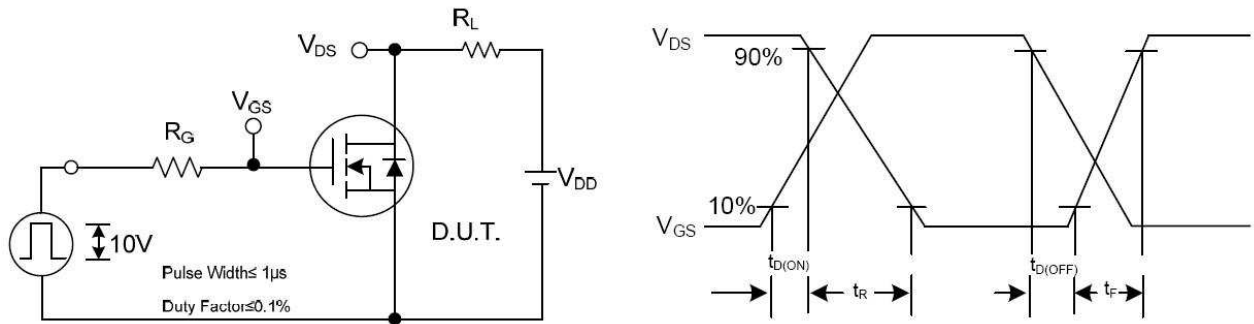 V_DS
R_L
V_GS
R_G
V_DD
D.U.T.
10V
Pulse Width≤ 1μs
Duty Factor≤0.1%
V_DS
90%
10%
V_GS
t_D(ON)
t_R
t_D(OFF)
t_F